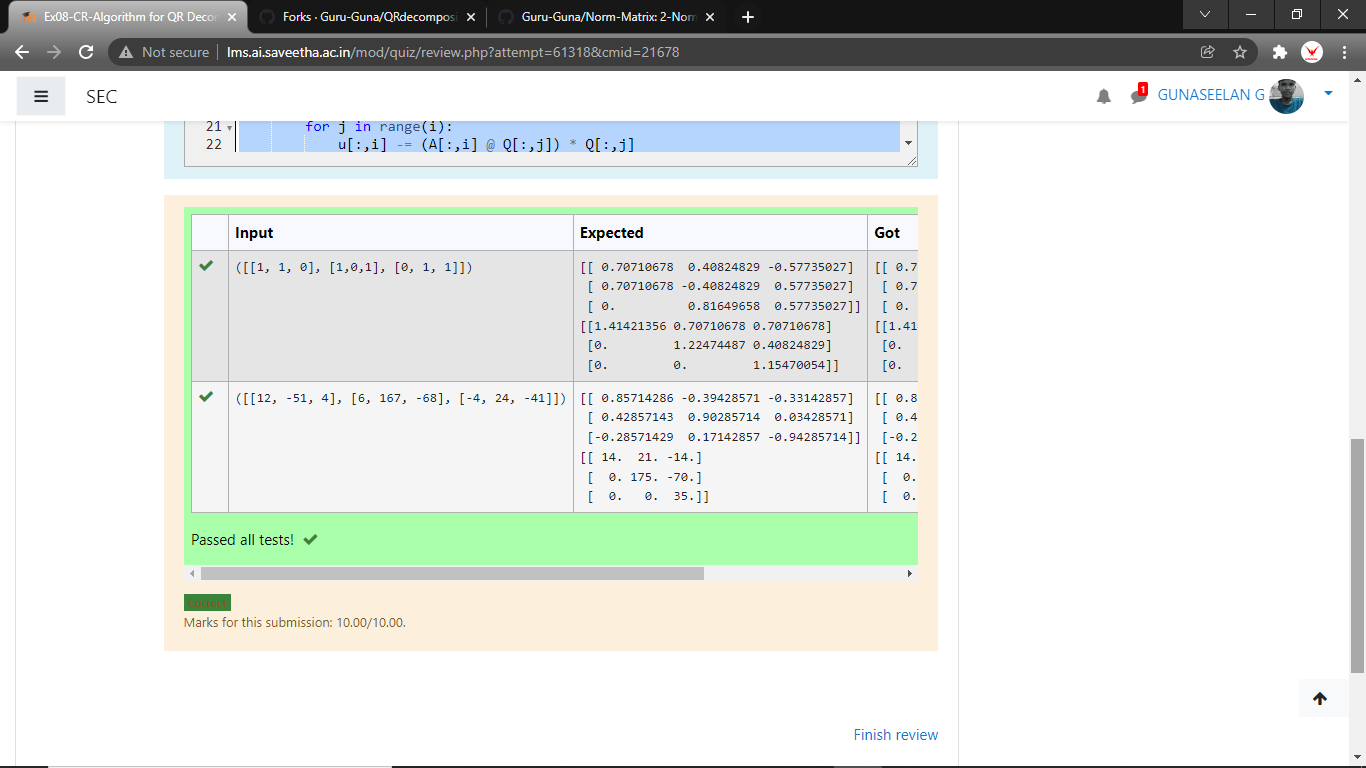 Ex08-CR-Algorithm for QR Decor
Forks · Guru-Guna/QRdecomposi
Guru-Guna/Norm-Matrix: 2-Norm
Not secure
lms.ai.saveetha.ac.in/mod/quiz/review.php?attempt=61318&cmid=21678
SEC
1
GUNASEELAN G
21 for j in range(i):
22 u[:,i] -= (A[:,i] @ Q[:,j]) * Q[:,j]
Input Expected Got
([[1, 1, 0], [1,0,1], [0, 1, 1]])
[[ 0.70710678 0.40824829 -0.57735027] [[ 0.7
[ 0.70710678 -0.40824829 0.57735027] [ 0.7
[ 0. 0.81649658 0.57735027]] [ 0.
[[1.41421356 0.70710678 0.70710678] [[1.41
[0. 1.22474487 0.40824829] [0.
[0. 0. 1.15470054]] [0.
([[12, -51, 4], [6, 167, -68], [-4, 24, -41]])
[[ 0.85714286 -0.39428571 -0.33142857] [[ 0.8
[ 0.42857143 0.90285714 0.03428571] [ 0.4
[-0.28571429 0.17142857 -0.94285714]] [-0.2
[[ 14. 21. -14.] [[ 14.
[ 0. 175. -70.] [ 0.
[ 0. 0. 35.]] [ 0.
Passed all tests!
Correct
Marks for this submission: 10.00/10.00.
Finish review